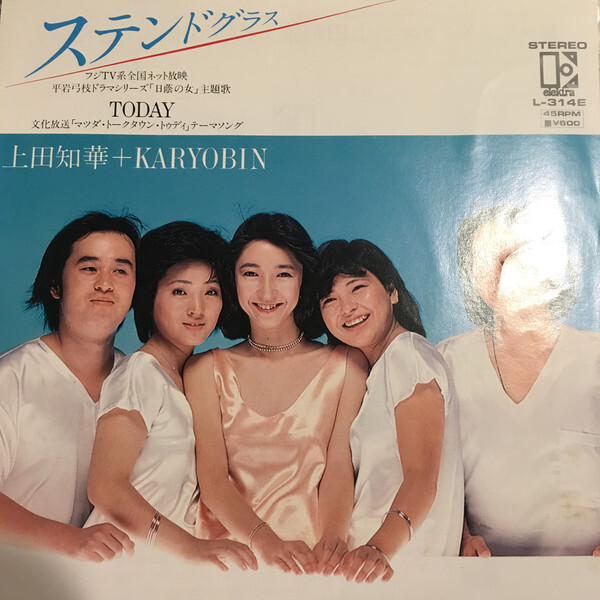 ステンドグラス
フジTV系全国ネット放映
平岩弓枝ドラマシリーズ「日蔭の女」主題歌
TODAY
文化放送「マツダ・トークタウン・トゥディ」テーマソング
上田知華+KARYOBIN
STEREO
elektra
L-314E
45RPM
¥600